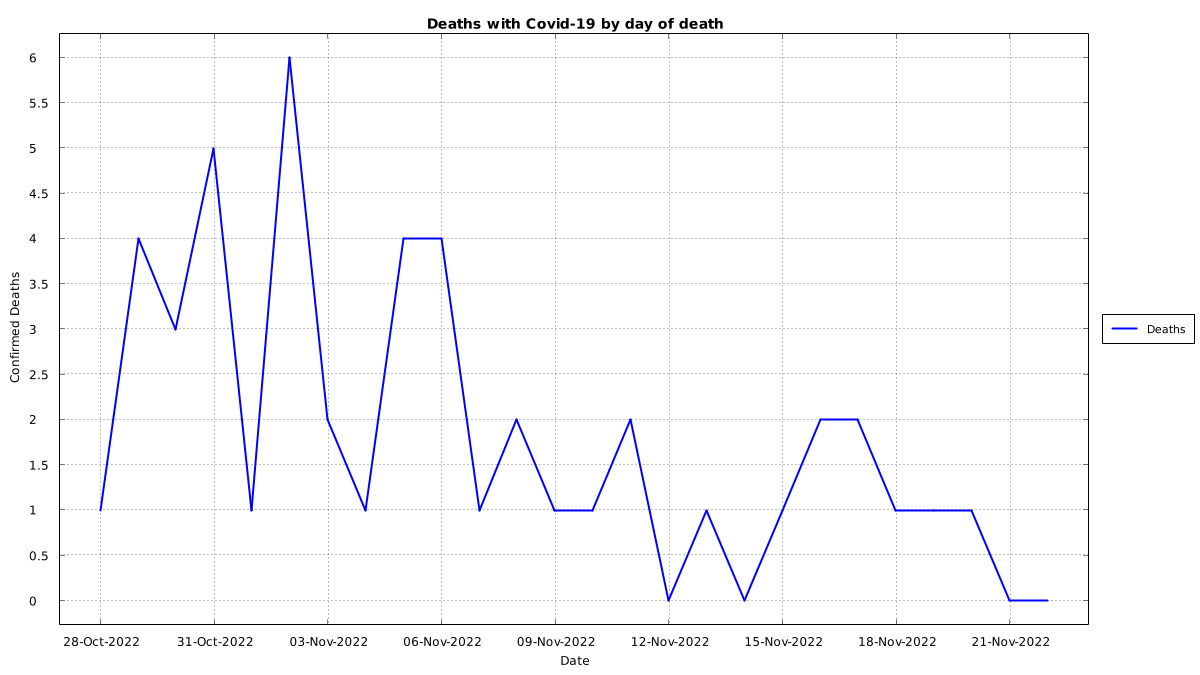 Deaths with Covid-19 by day of death
6
5.5
5
4.5
4
3.5
3
2.5
2
1.5
1
0.5
0
Confirmed Deaths
28-Oct-2022 31-Oct-2022 03-Nov-2022 06-Nov-2022 09-Nov-2022 12-Nov-2022 15-Nov-2022 18-Nov-2022 21-Nov-2022
Date
Deaths